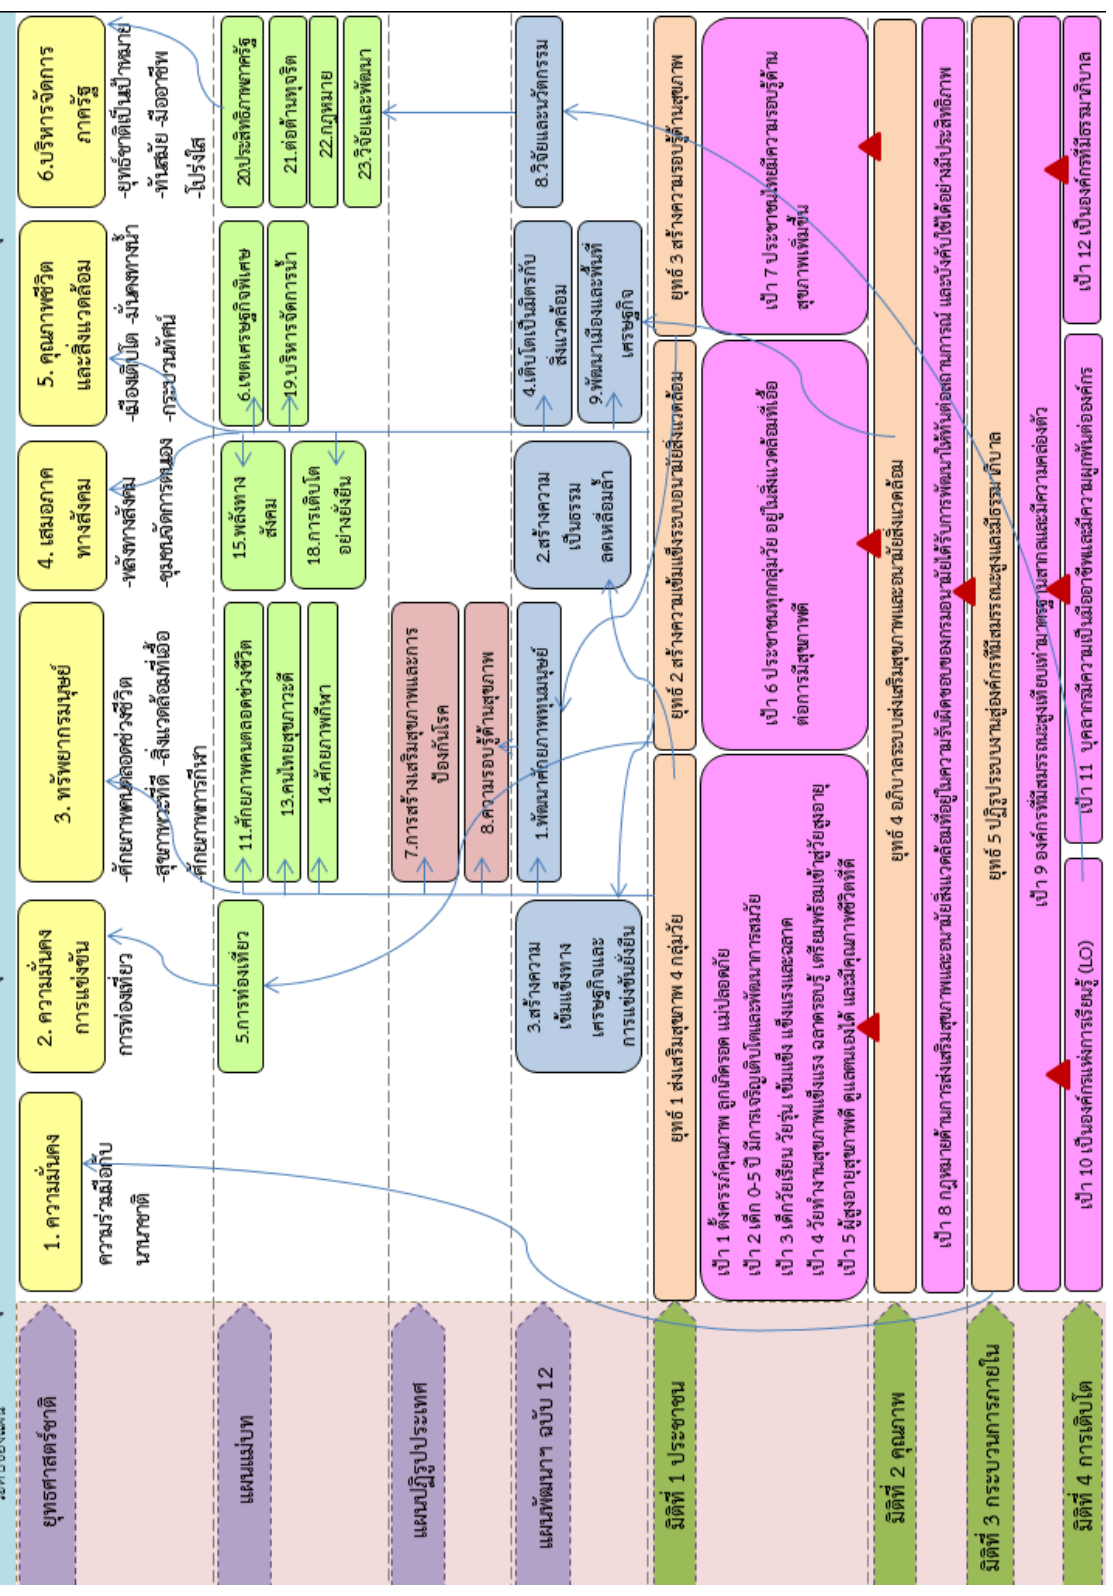 ยุทธศาสตร์ชาติ
1. ความมั่นคง
ความร่วมมือกับ
นานาชาติ
2. ความมั่นคง
การแข่งขัน
การท่องเที่ยว
3. ทรัพยากรมนุษย์
-ศักยภาพคนตลอดช่วงชีวิต
-สุขภาวะที่ดี -สิ่งแวดล้อมที่เอื้อ
-ศักยภาพการกีฬา
4. เสมอภาค
ทางสังคม
-พลังทางสังคม
-ชุมชนจัดการตนเอง
5. คุณภาพชีวิต
และสิ่งแวดล้อม
-เมืองเติบโต -มั่นคงทางน้ำ
-กระบวนทัศน์
6.บริหารจัดการ
ภาครัฐ
-ยุทธ์ชาติเป็นเป้าหมาย
-ทันสมัย -มืออาชีพ
-โปร่งใส
แผนแม่บท
5.การท่องเที่ยว
11.ศักยภาพคนตลอดช่วงชีวิต
13.คนไทยสุขภาวะดี
14.ศักยภาพกีฬา
15.พลังทาง
สังคม
18.การเติบโต
อย่างยั่งยืน
6.เขตเศรษฐกิจพิเศษ
19.บริหารจัดการน้ำ
20.ประสิทธิภาพภาครัฐ
21.ต่อต้านทุจริต
22.กฎหมาย
23.วิจัยและพัฒนา
แผนปฏิรูปประเทศ
7.การสร้างเสริมสุขภาพและการ
ป้องกันโรค
8.ความรอบรู้ด้านสุขภาพ
แผนพัฒนาฯ ฉบับ 12
3.สร้างความ
เข้มแข็งทาง
เศรษฐกิจและ
การแข่งขันยั่งยืน
1.พัฒนาศักยภาพทุนมนุษย์
2.สร้างความ
เป็นธรรม
ลดเหลื่อมล้ำ
4.เติบโตเป็นมิตรกับ
สิ่งแวดล้อม
9.พัฒนาเมืองและพื้นที่
เศรษฐกิจ
8.วิจัยและนวัตกรรม
มิติที่ 1 ประชาชน
ยุทธ์ 1 ส่งเสริมสุขภาพ 4 กลุ่มวัย
ยุทธ์ 2 สร้างความเข้มแข็งระบบอนามัยสิ่งแวดล้อม
ยุทธ์ 3 สร้างความรอบรู้ด้านสุขภาพ
เป้า 1 ตั้งครรภ์คุณภาพ ลูกเกิดรอด แม่ปลอดภัย
เป้า 2 เด็ก 0-5 ปี มีการเจริญเติบโตและพัฒนาการสมวัย
เป้า 3 เด็กวัยเรียน วัยรุ่น เข้มแข็ง แข็งแรงและฉลาด
เป้า 4 วัยทำงานสุขภาพแข็งแรง ฉลาดรอบรู้ เตรียมพร้อมเข้าสู่วัยสูงอายุ
เป้า 5 ผู้สูงอายุสุขภาพดี ดูแลตนเองได้ และมีคุณภาพชีวิตที่ดี
เป้า 6 ประชาชนทุกกลุ่มวัย อยู่ในสิ่งแวดล้อมที่เอื้อ
ต่อการมีสุขภาพดี
เป้า 7 ประชาชนไทยมีความรอบรู้ด้าน
สุขภาพเพิ่มขึ้น
มิติที่ 2 คุณภาพ
ยุทธ์ 4 อภิบาลระบบส่งเสริมสุขภาพและอนามัยสิ่งแวดล้อม
เป้า 8 กฎหมายด้านการส่งเสริมสุขภาพและอนามัยสิ่งแวดล้อมที่อยู่ในความรับผิดชอบของกรมอนามัยได้รับการพัฒนาให้ทันต่อสถานการณ์ และบังคับใช้ได้อย่างมีประสิทธิภาพ
มิติที่ 3 กระบวนการภายใน
ยุทธ์ 5 ปฏิรูประบบงานสู่องค์กรที่มีสมรรถนะสูงและมีธรรมาภิบาล
เป้า 9 องค์กรที่มีสมรรถนะสูงเทียบเท่ามาตรฐานสากลและมีความคล่องตัว
มิติที่ 4 การเติบโต
เป้า 10 เป็นองค์กรแห่งการเรียนรู้ (LO)
เป้า 11 บุคลากรมีความเป็นมืออาชีพและมีความผูกพันต่อองค์กร
เป้า 12 เป็นองค์กรที่มีธรรมาภิบาล